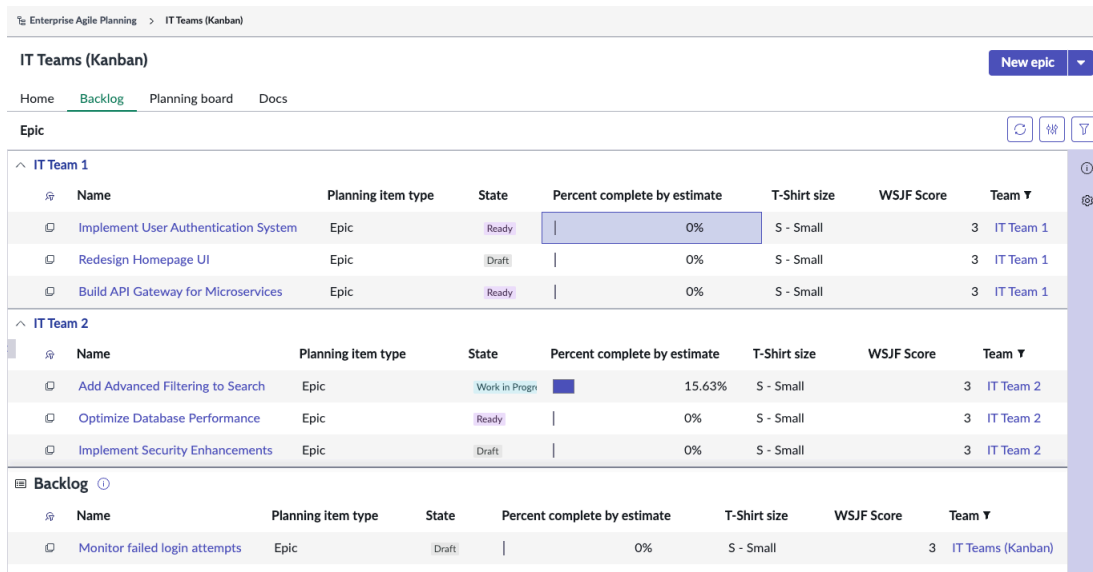 Enterprise Agile Planning > IT Teams (Kanban)
IT Teams (Kanban)
New epic
Home Backlog Planning board Docs
Epic
IT Team 1
Name Planning item type State Percent complete by estimate T-Shirt size WSJF Score Team
Implement User Authentication System Epic Ready 0% S - Small 3 IT Team 1
Redesign Homepage UI Epic Draft 0% S - Small 3 IT Team 1
Build API Gateway for Microservices Epic Ready 0% S - Small 3 IT Team 1
IT Team 2
Name Planning item type State Percent complete by estimate T-Shirt size WSJF Score Team
Add Advanced Filtering to Search Epic Work in Progr 15.63% S - Small 3 IT Team 2
Optimize Database Performance Epic Ready 0% S - Small 3 IT Team 2
Implement Security Enhancements Epic Draft 0% S - Small 3 IT Team 2
Backlog
Name Planning item type State Percent complete by estimate T-Shirt size WSJF Score Team
Monitor failed login attempts Epic Draft 0% S - Small 3 IT Teams (Kanban)